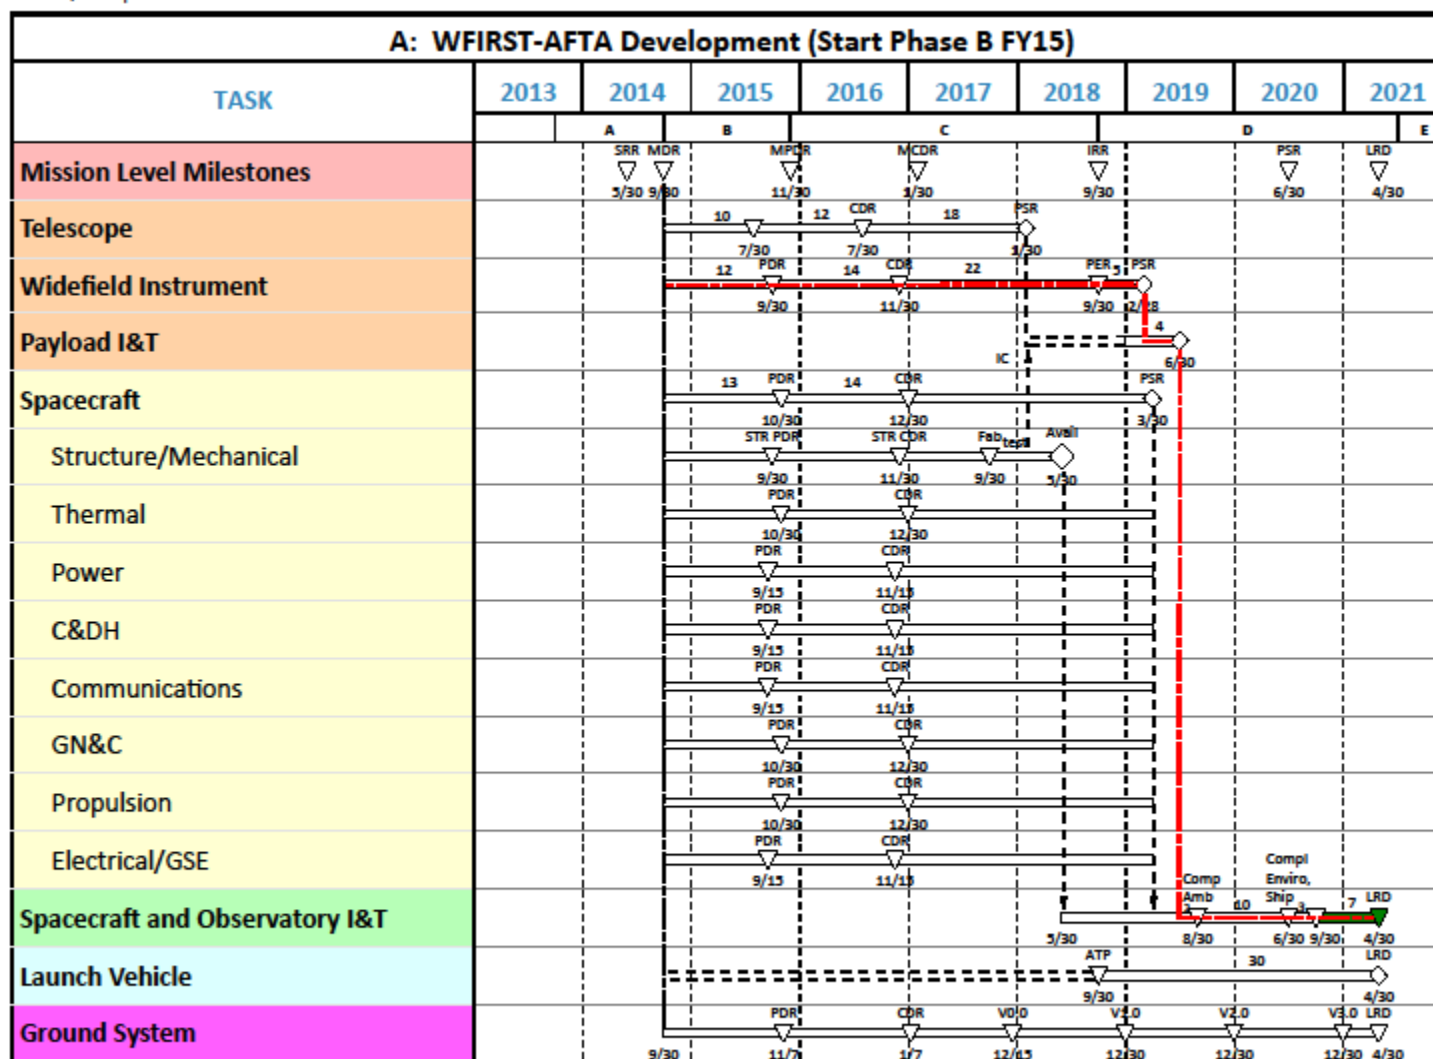 A: WFIRST-AFTA Development (Start Phase B FY15)
TASK 2013 2014 2015 2016 2017 2018 2019 2020 2021
A B C D E
SRR MDR MPDR MCDR IRR PSR LRD
Mission Level Milestones
5/30 9/30 11/30 1/30 9/30 6/30 4/30
10 12 CDR 18 PSR
Telescope
7/30 7/30 1/30
12 PDR 14 CDR 22 PER 5 PSR
Widefield Instrument
9/30 11/30 9/30 2/28
4
Payload I&T
IC 6/30
13 PDR 14 CDR PSR
Spacecraft
10/30 12/30 3/30
STR PDR STR CDR Fab test Avail
Structure/Mechanical
9/30 11/30 9/30 5/30
PDR CDR
Thermal
10/30 12/30
PDR CDR
Power
9/15 11/15
PDR CDR
C&DH
9/15 11/15
PDR CDR
Communications
9/15 11/15
PDR CDR
GN&C
10/30 12/30
PDR CDR
Propulsion
10/30 12/30
PDR CDR
Electrical/GSE
9/15 11/15
Compl
Comp Enviro,
Amb 10 Ship 3 7 LRD
Spacecraft and Observatory I&T
5/30 8/30 6/30 9/30 4/30
ATP 30 LRD
Launch Vehicle
9/30 4/30
PDR CDR V0.0 V1.0 V2.0 V3.0 LRD
Ground System
9/30 11/7 1/7 12/15 12/30 12/30 12/30 4/30